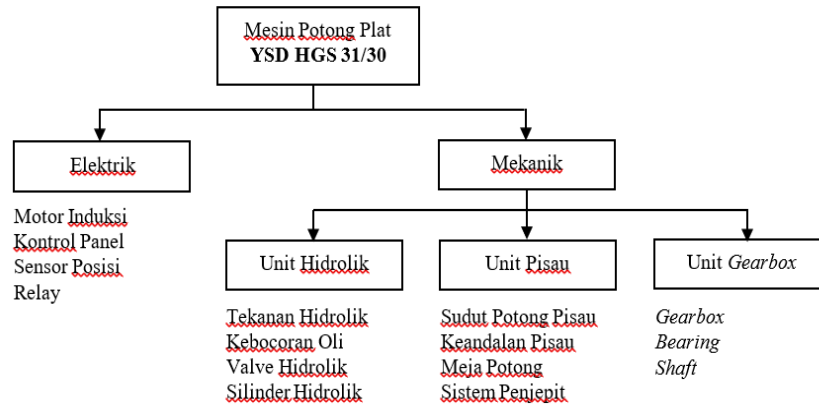 Mesin Potong Plat
YSD HGS 31/30
Elektrik
Mekanik
Motor Induksi
Kontrol Panel
Sensor Posisi
Relay
Unit Hidrolik
Unit Pisau
Unit Gearbox
Tekanan Hidrolik
Kebocoran Oli
Valve Hidrolik
Silinder Hidrolik
Sudut Potong Pisau
Keandalan Pisau
Meja Potong
Sistem Penjepit
Gearbox
Bearing
Shaft